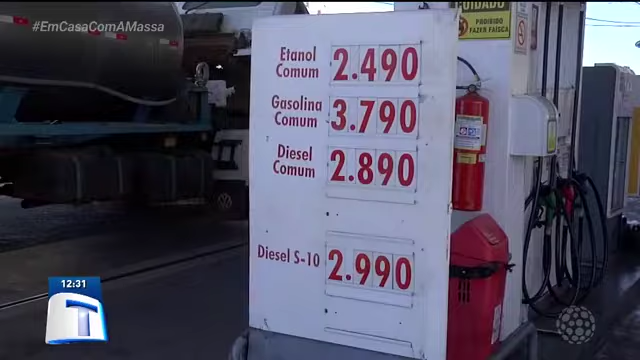 #EmCasaComAMassa
CUIDADO
PROIBIDO
FAZER FAÍSCA
Etanol
Comum
2.490
Gasolina
Comum
3.790
Diesel
Comum
2.890
Diesel S-10
2.990
12:31
T